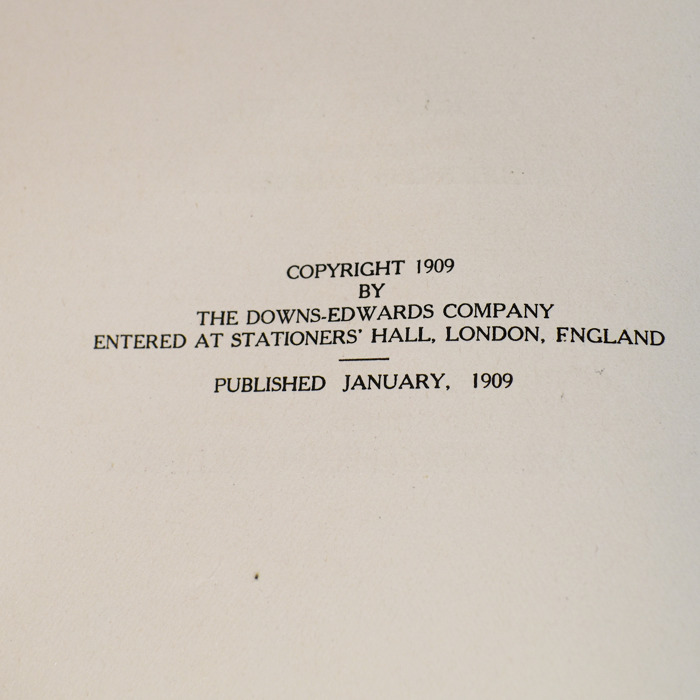 COPYRIGHT 1909
BY
THE DOWNS-EDWARDS COMPANY
ENTERED AT STATIONERS' HALL, LONDON, ENGLAND
PUBLISHED JANUARY, 1909